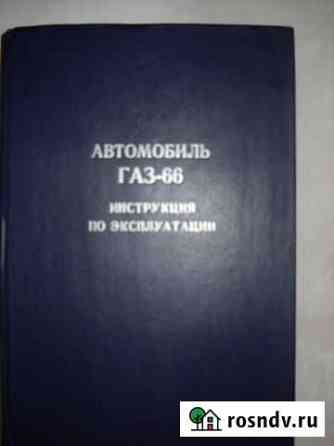 АВТОМОБИЛЬ
ГАЗ-66
ИНСТРУКЦИЯ
ПО ЭКСПЛУАТАЦИИ
rosndv.ru